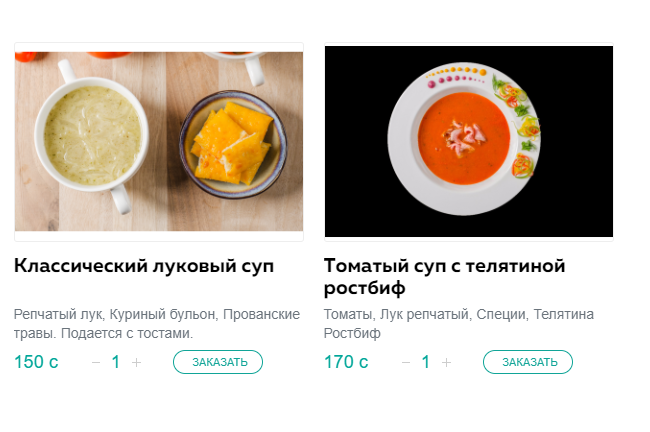 Классический луковый суп
Репчатый лук, Куриный бульон, Прованские
травы. Подается с тостами.
150 с − 1 + ЗАКАЗАТЬ
Томатый суп с телятиной
ростбиф
Томаты, Лук репчатый, Специи, Телятина
Ростбиф
170 с − 1 + ЗАКАЗАТЬ